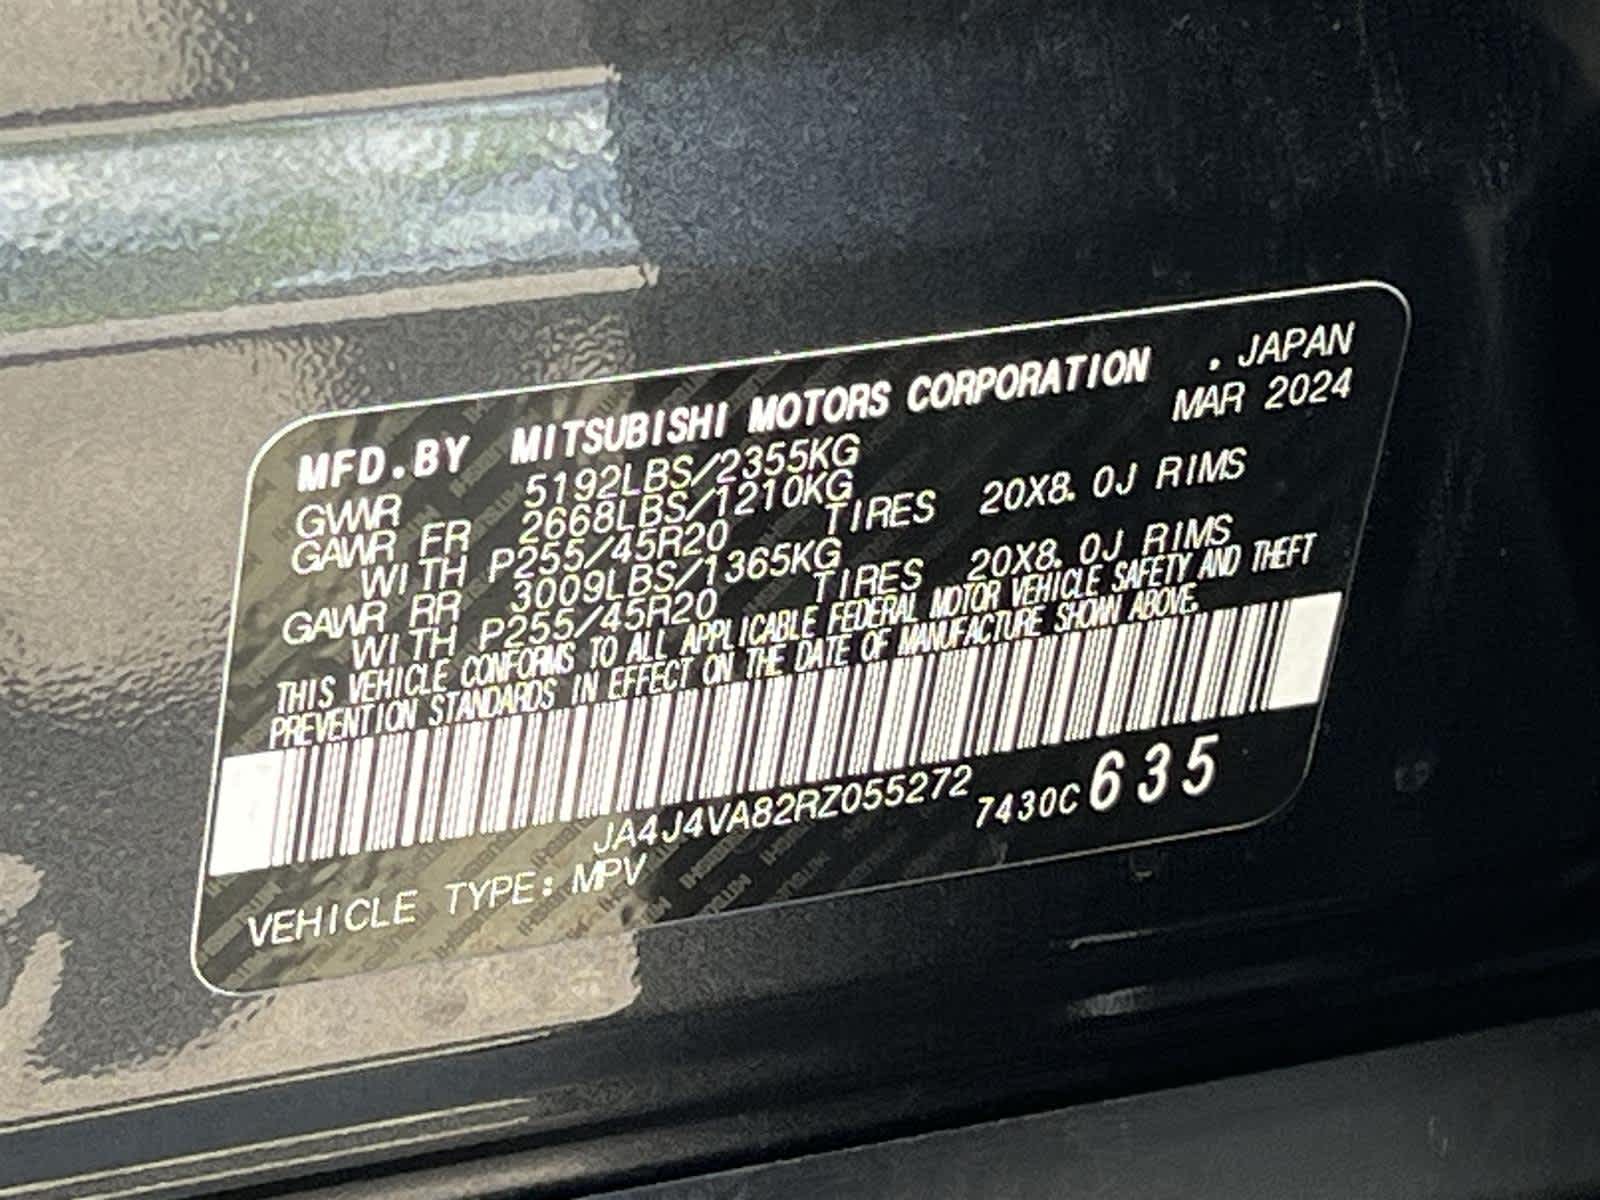 MFD.BY MITSUBISHI MOTORS CORPORATION . JAPAN
MAR 2024
GVWR 5192LBS/2355KG
GAWR FR 2668LBS/1210KG
WITH P255/45R20 TIRES 20X8.0J RIMS
GAWR RR 3009LBS/1365KG
WITH P255/45R20 TIRES 20X8.0J RIMS
THIS VEHICLE CONFORMS TO ALL APPLICABLE FEDERAL MOTOR VEHICLE SAFETY AND THEFT
PREVENTION STANDARDS IN EFFECT ON THE DATE OF MANUFACTURE SHOWN ABOVE.
JA4J4VA82RZ055272 7430C 635
VEHICLE TYPE: MPV